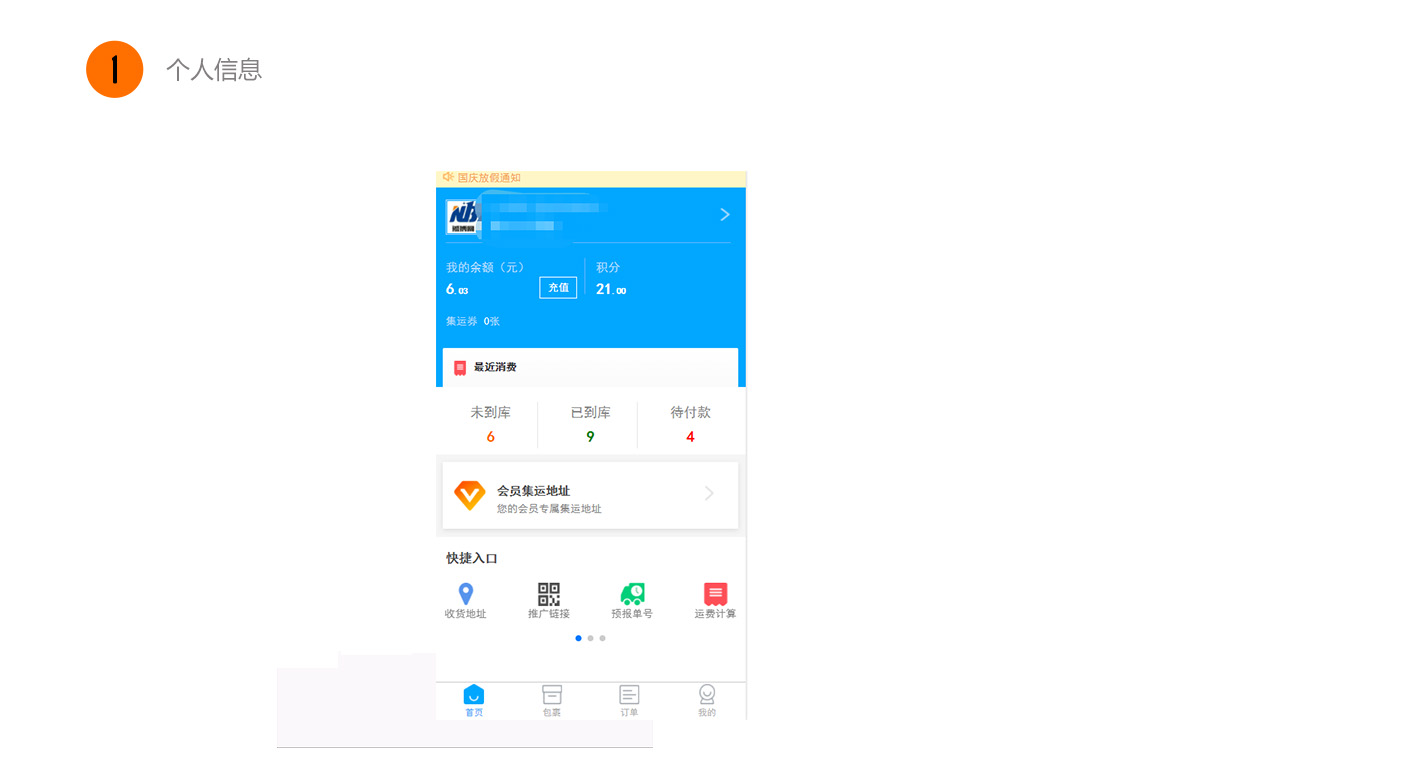 1 个人信息
国庆放假通知
我的余额（元） 积分
6.03 充值 21.00
集运券 0张
最近消费
未到库 已到库 待付款
6 9 4
会员集运地址
您的会员专属集运地址
快捷入口
收货地址 推广链接 预报单号 运费计算
首页 包裹 订单 我的